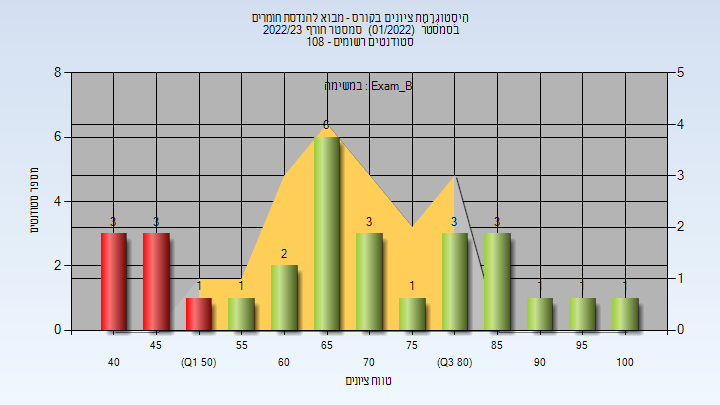 הִיסְטוֹגְרָמַת ציונים בקורס - מבוא להנדסת חומרים
בסמסטר (01/2022) סמסטר חורף 2022/23
סטודנטים רשומים - 108
במשימה : Exam_B
8 5
6 4
4 3
2 2
0 1
0
מספר סטודנטים
3 3 1 1 2 6 3 1 3 3 1 1 1
45 55 65 75 85 95
40 (Q1 50) 60 70 (Q3 80) 90 100
טווח ציונים